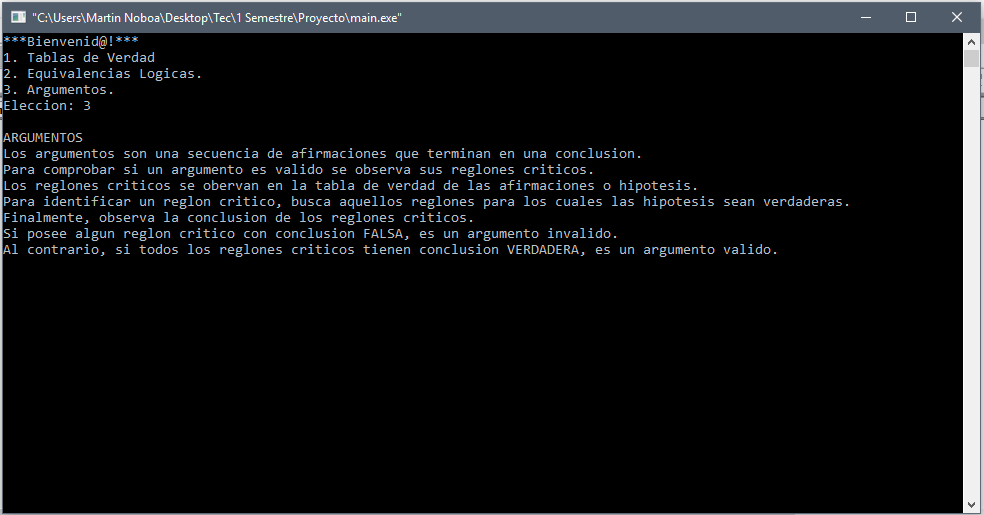 "C:\Users\Martin Noboa\Desktop\Tec\1 Semestre\Proyecto\main.exe"
***Bienvenid@!***
1. Tablas de Verdad
2. Equivalencias Logicas.
3. Argumentos.
Eleccion: 3
ARGUMENTOS
Los argumentos son una secuencia de afirmaciones que terminan en una conclusion.
Para comprobar si un argumento es valido se observa sus reglones criticos.
Los reglones criticos se obervan en la tabla de verdad de las afirmaciones o hipotesis.
Para identificar un reglon critico, busca aquellos reglones para los cuales las hipotesis sean verdaderas.
Finalmente, observa la conclusion de los reglones criticos.
Si posee algun reglon critico con conclusion FALSA, es un argumento invalido.
Al contrario, si todos los reglones criticos tienen conclusion VERDADERA, es un argumento valido.